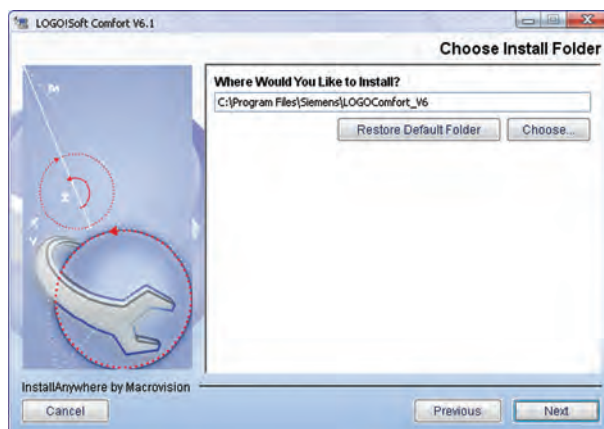 LOGO!Soft Comfort V6.1
Choose Install Folder
Where Would You Like to Install?
C:\Program Files\Siemens\LOGOComfort_V6
Restore Default Folder
Choose...
InstallAnywhere by Macrovision
Cancel
Previous
Next